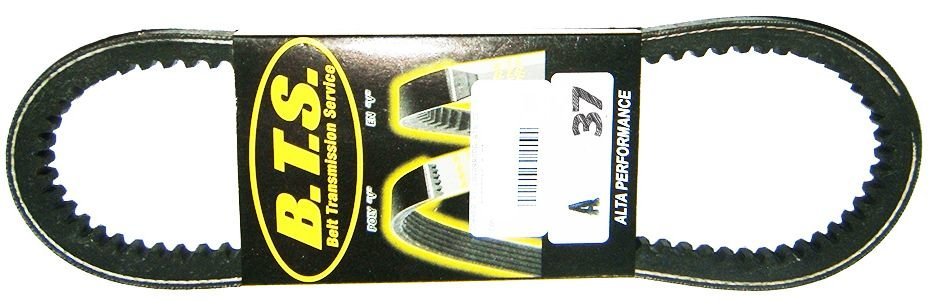 B.T.S.
Belt Transmission Service
POLY "V"
EN "V"
A 37
ALTA PERFORMANCE